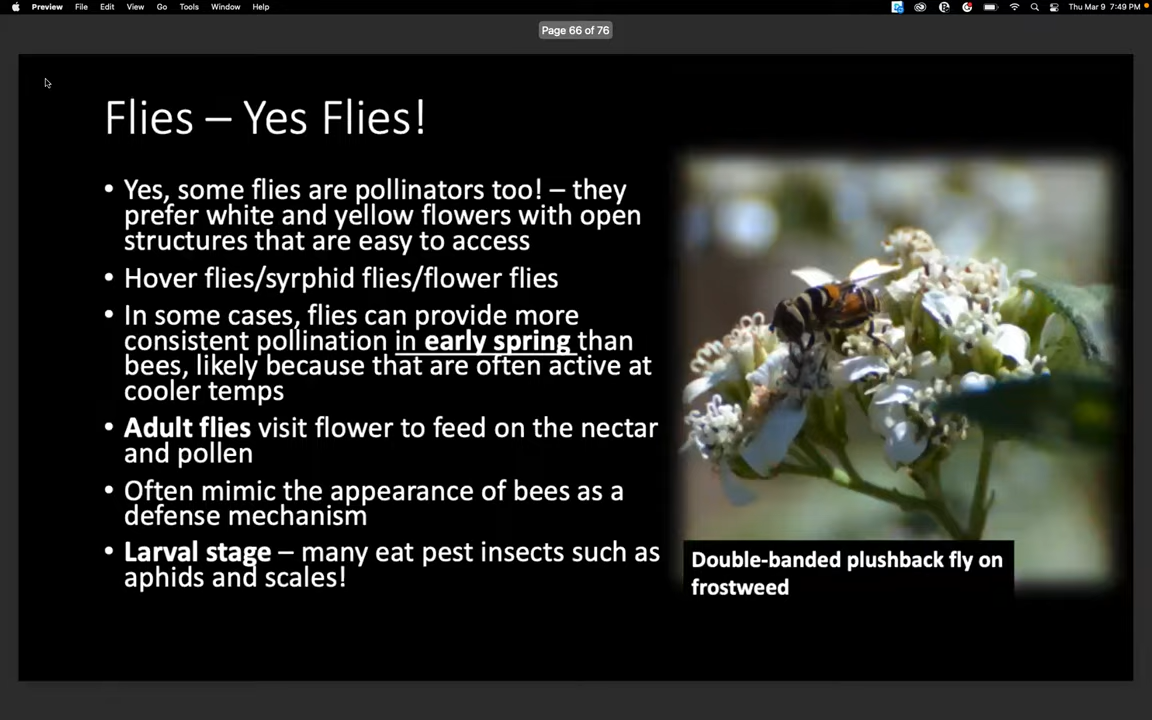 Preview File Edit View Go Tools Window Help Thu Mar 9 7:49 PM
Page 66 of 76
Flies – Yes Flies!
• Yes, some flies are pollinators too! – they
prefer white and yellow flowers with open
structures that are easy to access
• Hover flies/syrphid flies/flower flies
• In some cases, flies can provide more
consistent pollination in early spring than
bees, likely because that are often active at
cooler temps
• Adult flies visit flower to feed on the nectar
and pollen
• Often mimic the appearance of bees as a
defense mechanism
• Larval stage – many eat pest insects such as
aphids and scales!
Double-banded plushback fly on
frostweed